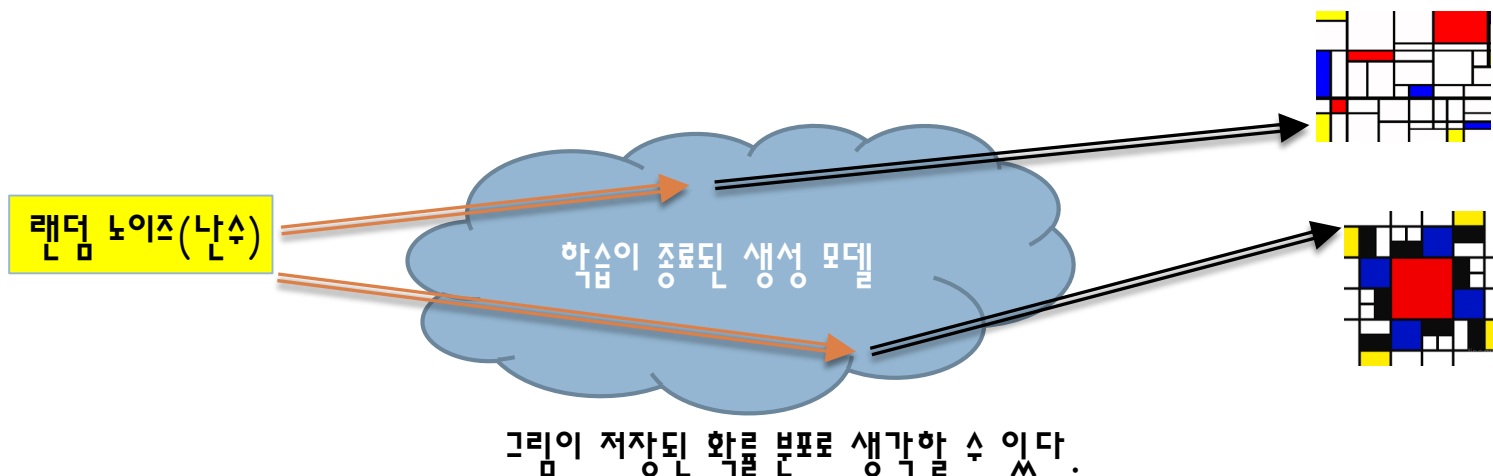 랜덤 노이즈(난수)
학습이 종료된 생성 모델
그림이 저장된 확률 분포로 생각할 수 있다.